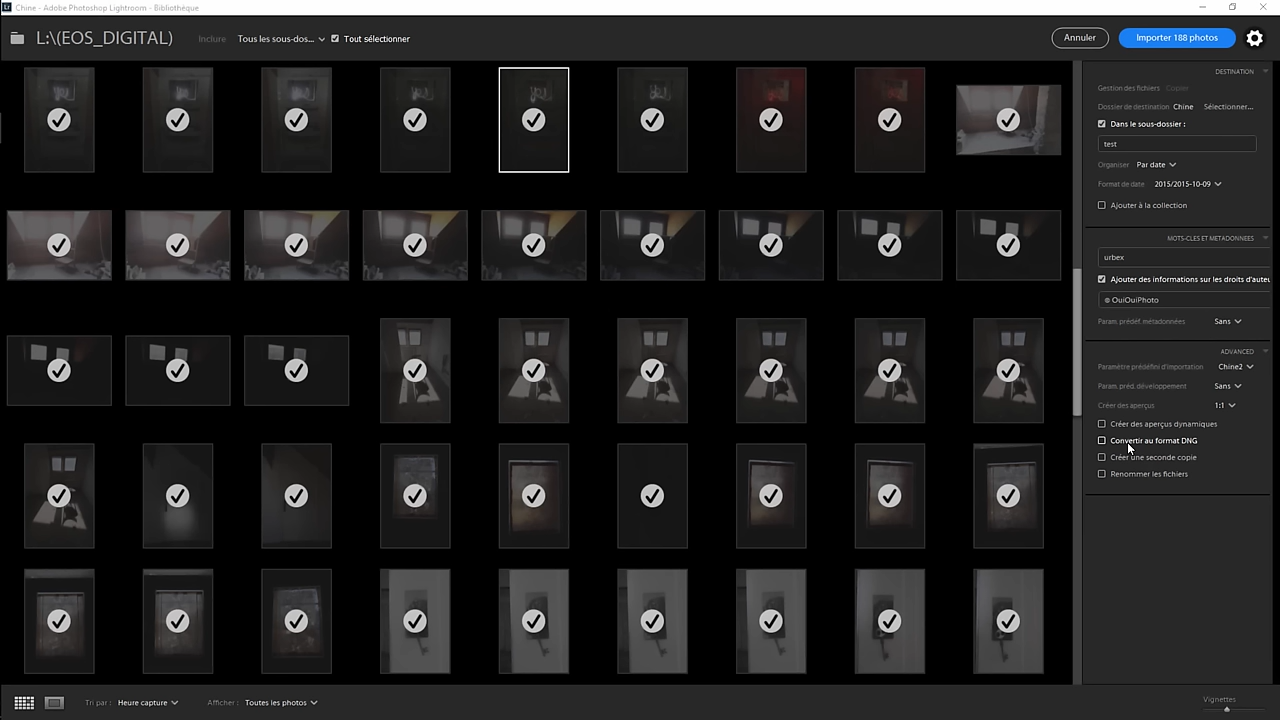 Lr Chine - Adobe Photoshop Lightroom - Bibliothèque
L:\(EOS_DIGITAL) Inclure Tous les sous-dos... Tout sélectionner Annuler Importer 188 photos
DESTINATION
Gestion des fichiers Copier
Dossier de destination Chine Sélectionner...
Dans le sous-dossier :
test
Organiser Par date
Format de date 2015/2015-10-09
Ajouter à la collection
MOTS-CLES ET METADONNEES
urbex
Ajouter des informations sur les droits d'auteu
© OuiOuiPhoto
Param. prédéf. métadonnées Sans
ADVANCED
Paramètre prédéfini d'importation Chine2
Param. préd. développement Sans
Créer des aperçus 1:1
Créer des aperçus dynamiques
Convertir au format DNG
Créer une seconde copie
Renommer les fichiers
Tri par : Heure capture Afficher : Toutes les photos Vignettes